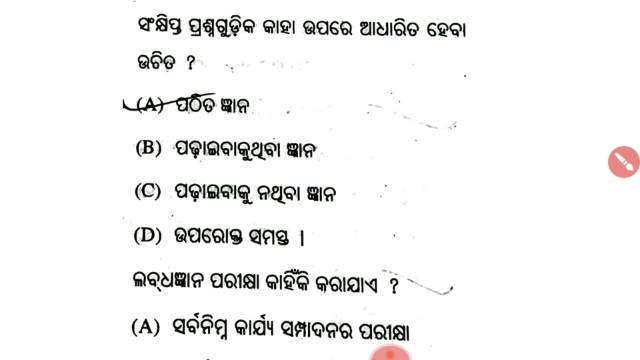 ସଂକ୍ଷିପ୍ତ ପ୍ରଶ୍ନଗୁଡ଼ିକ କାହା ଉପରେ ଆଧାରିତ ହେବା
ଉଚିତ ?
(A) ପଠିତ ଜ୍ଞାନ
(B) ପଢ଼ାଇବାକୁଥିବା ଜ୍ଞାନ
(C) ପଢ଼ାଇବାକୁ ନଥିବା ଜ୍ଞାନ
(D) ଉପରୋକ୍ତ ସମସ୍ତ ।
ଲବ୍ଧଜ୍ଞାନ ପରୀକ୍ଷା କାହିଁକି କରାଯାଏ ?
(A) ସର୍ବନିମ୍ନ କାର୍ଯ୍ୟ ସମ୍ପାଦନର ପରୀକ୍ଷା